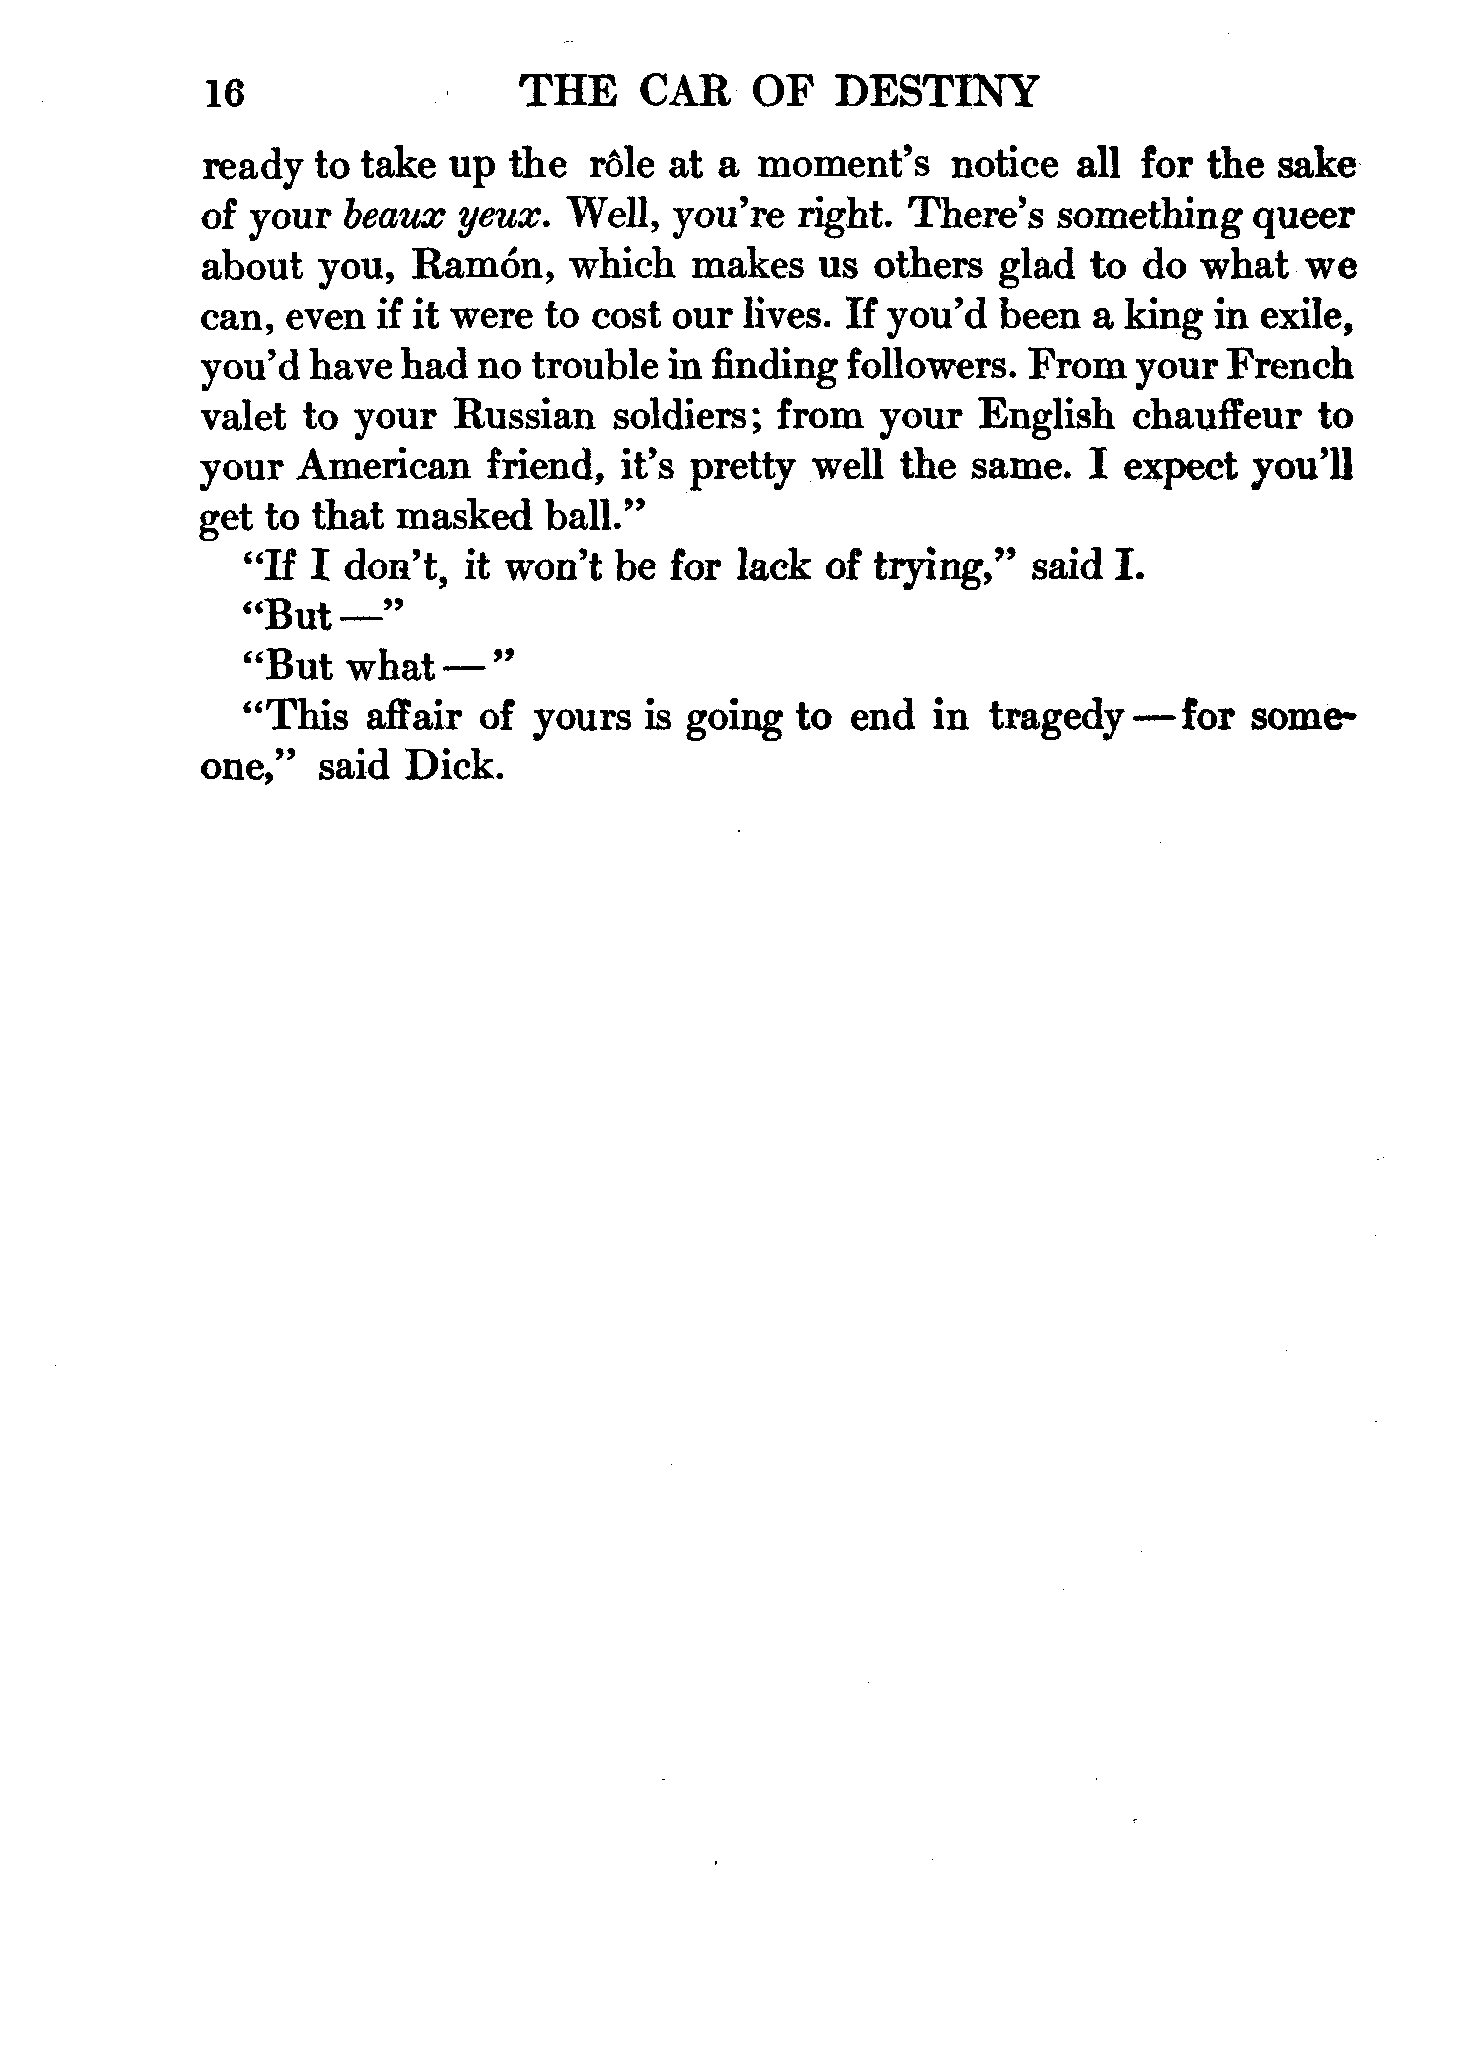 16 THE CAR OF DESTINY
ready to take up the rôle at a moment's notice all for the sake
of your beaux yeux. Well, you're right. There's something queer
about you, Ramón, which makes us others glad to do what we
can, even if it were to cost our lives. If you'd been a king in exile,
you'd have had no trouble in finding followers. From your French
valet to your Russian soldiers; from your English chauffeur to
your American friend, it's pretty well the same. I expect you'll
get to that masked ball.”
“If I don't, it won't be for lack of trying,” said I.
“But —”
“But what — ”
“This affair of yours is going to end in tragedy — for some-
one,” said Dick.